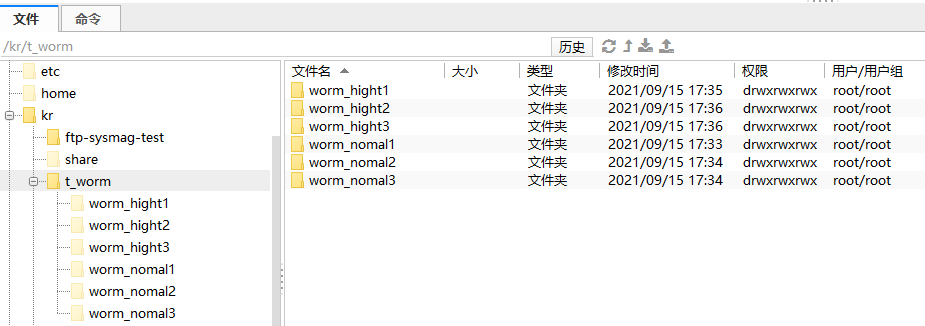 文件 命令
/kr/t_worm 历史
etc
home
kr
ftp-sysmag-test
share
t_worm
worm_hight1
worm_hight2
worm_hight3
worm_nomal1
worm_nomal2
worm_nomal3
文件名 大小 类型 修改时间 权限 用户/用户组
worm_hight1 文件夹 2021/09/15 17:35 drwxrwxrwx root/root
worm_hight2 文件夹 2021/09/15 17:36 drwxrwxrwx root/root
worm_hight3 文件夹 2021/09/15 17:36 drwxrwxrwx root/root
worm_nomal1 文件夹 2021/09/15 17:33 drwxrwxrwx root/root
worm_nomal2 文件夹 2021/09/15 17:34 drwxrwxrwx root/root
worm_nomal3 文件夹 2021/09/15 17:34 drwxrwxrwx root/root